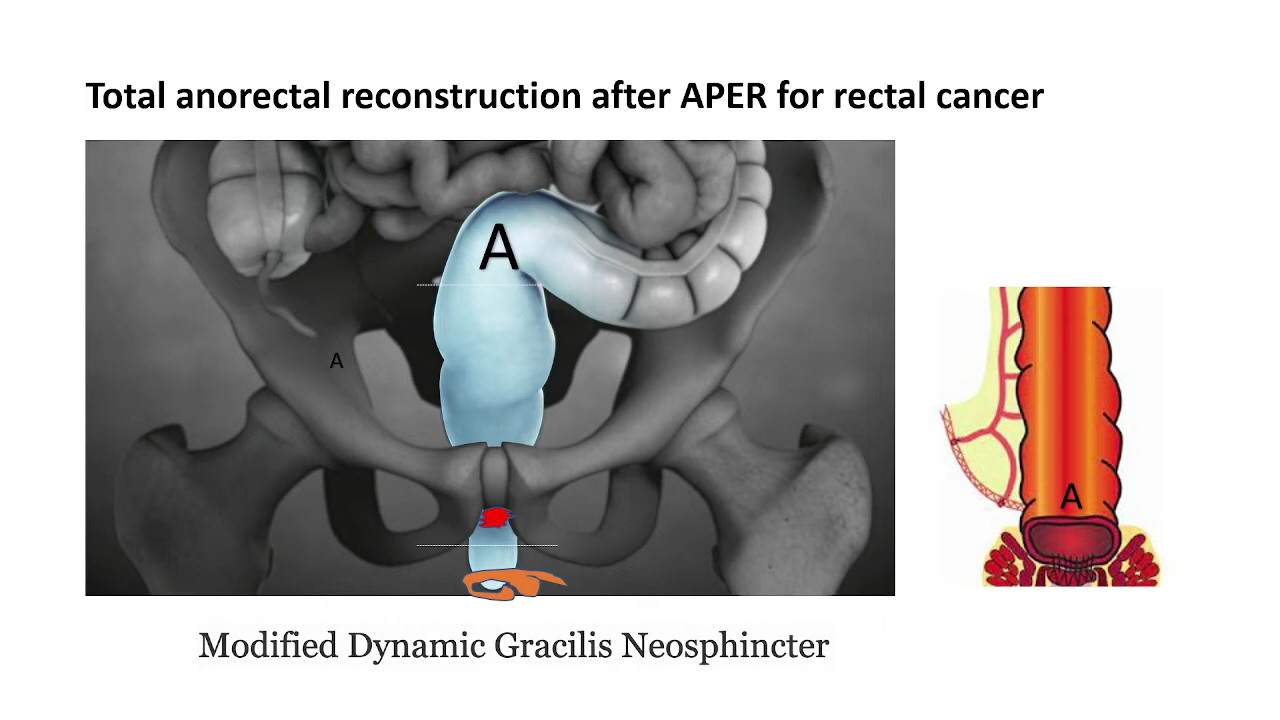 Total anorectal reconstruction after APER for rectal cancer
A
A
A
Modified Dynamic Gracilis Neosphincter